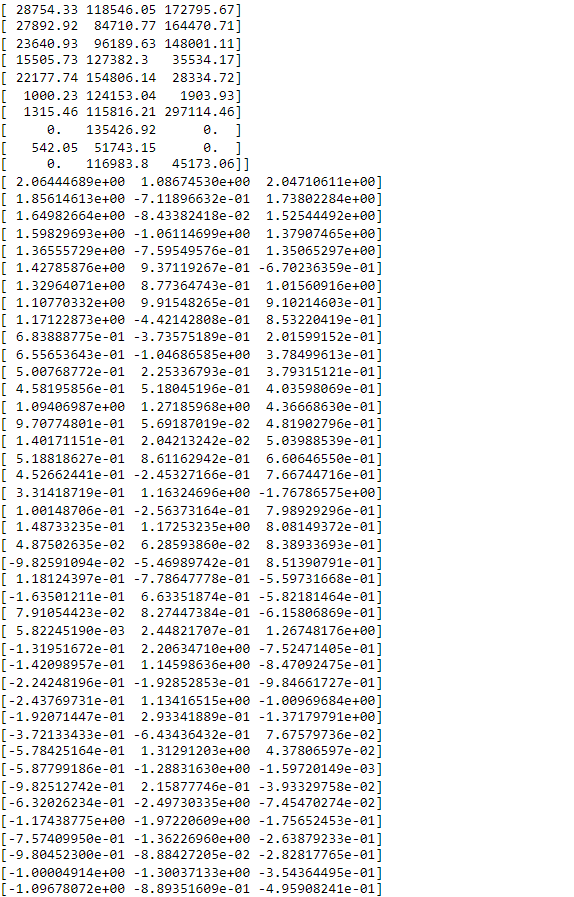 [ 28754.33 118546.05 172795.67]
[ 27892.92  84710.77 164470.71]
[ 23640.93  96189.63 148001.11]
[ 15505.73 127382.3   35534.17]
[ 22177.74 154806.14  28334.72]
[  1000.23 124153.04   1903.93]
[  1315.46 115816.21 297114.46]
[     0.   135426.92      0.  ]
[   542.05  51743.15      0.  ]
[     0.   116983.8   45173.06]]
[ 2.06444689e+00  1.08674530e+00  2.04710611e+00]
[ 1.85614613e+00 -7.11896632e-01  1.73802284e+00]
[ 1.64982664e+00 -8.43382418e-02  1.52544492e+00]
[ 1.59829693e+00 -1.06114699e+00  1.37907465e+00]
[ 1.36555729e+00 -7.59549576e-01  1.35065297e+00]
[ 1.42785876e+00  9.37119267e-01 -6.70236359e-01]
[ 1.32964071e+00  8.77364743e-01  1.01560916e+00]
[ 1.10770332e+00  9.91548265e-01  9.10214603e-01]
[ 1.17122873e+00 -4.42142808e-01  8.53220419e-01]
[ 6.83888775e-01 -3.73575189e-01  2.01599152e-01]
[ 6.55653643e-01 -1.04686585e+00  3.78499613e-01]
[ 5.00768772e-01  2.25336793e-01  3.79315121e-01]
[ 4.58195856e-01  5.18045196e-01  4.03598069e-01]
[ 1.09406987e+00  1.27185968e+00  4.36668630e-01]
[ 9.70774801e-01  5.69187019e-02  4.81902796e-01]
[ 1.40171151e-01  2.04213242e-02  5.03988539e-01]
[ 5.18818627e-01  8.61162942e-01  6.60646550e-01]
[ 4.52662441e-01 -2.45327166e-01  7.66744716e-01]
[ 3.31418719e-01  1.16324696e+00 -1.76786575e+00]
[ 1.00148706e-01 -2.56373164e-01  7.98929296e-01]
[ 1.48733235e-01  1.17253235e+00  8.08149372e-01]
[ 4.87502635e-02  6.28593860e-02  8.38933693e-01]
[-9.82591094e-02 -5.46989742e-01  8.51390791e-01]
[ 1.18124397e-01 -7.78647778e-01 -5.59731668e-01]
[-1.63501211e-01  6.63351874e-01 -5.82181464e-01]
[ 7.91054423e-02  8.27447384e-01 -6.15806869e-01]
[ 5.82245190e-03  2.44821707e-01  1.26748176e+00]
[-1.31951672e-01  2.20634710e+00 -7.52471405e-01]
[-1.42098957e-01  1.14598636e+00 -8.47092475e-01]
[-2.24248196e-01 -1.92852853e-01 -9.84661727e-01]
[-2.43769731e-01  1.13416515e+00 -1.00969684e+00]
[-1.92071447e-01  2.93341889e-01 -1.37179791e+00]
[-3.72133433e-01 -6.43436432e-01  7.67579736e-02]
[-5.78425164e-01  1.31291203e+00  4.37806597e-02]
[-5.87799186e-01 -1.28831630e+00 -1.59720149e-03]
[-9.82512742e-01  2.15877746e-01 -3.93329758e-02]
[-6.32026234e-01 -2.49730335e+00 -7.45470274e-02]
[-1.17438775e+00 -1.97220609e+00 -1.75652453e-01]
[-7.57409950e-01 -1.36226960e+00 -2.63879233e-01]
[-9.80452300e-01 -8.88427205e-02 -2.82817765e-01]
[-1.00004914e+00 -1.30037133e+00 -3.54364495e-01]
[-1.09678072e+00 -8.89351609e-01 -4.95908241e-01]